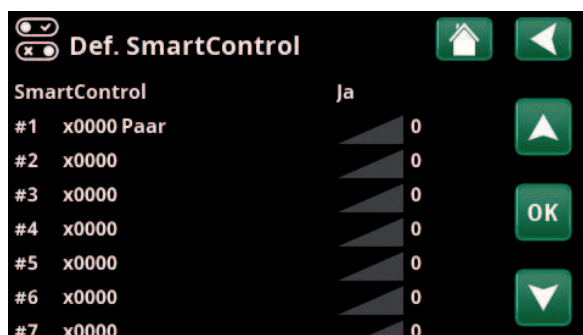 Def. SmartControl
SmartControl Ja
#1 x0000 Paar 0
#2 x0000 0
#3 x0000 0
#4 x0000 0
OK
#5 x0000 0
#6 x0000 0
#7 x0000 0